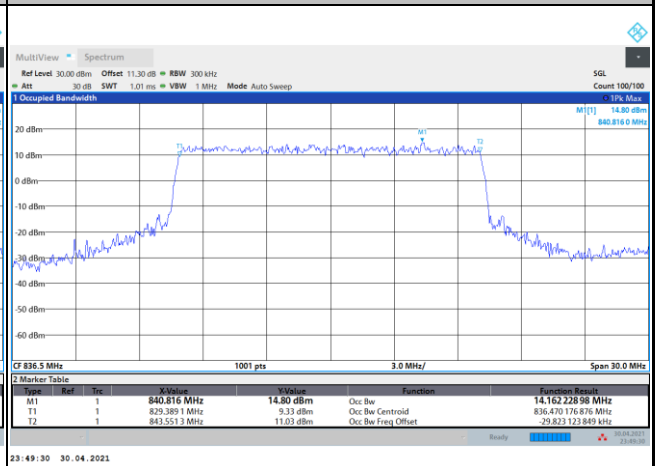 MultiView Spectrum
Ref Level 30.00 dBm Offset 11.30 dB RBW 300 kHz SGL
Att 30 dB SWT 1.01 ms VBW 1 MHz Mode Auto Sweep Count 100/100
1 Occupied Bandwidth 1Pk Max
M1[1] 14.80 dBm
840.816 0 MHz
20 dBm
M1
T1
T2
10 dBm
0 dBm
-10 dBm
-20 dBm
-30 dBm
-40 dBm
-50 dBm
-60 dBm
CF 836.5 MHz 1001 pts 3.0 MHz/ Span 30.0 MHz
2 Marker Table
Type Ref Trc X-Value Y-Value Function Function Result
M1 1 840.816 MHz 14.80 dBm Occ Bw 14.162 228 98 MHz
T1 1 829.389 1 MHz 9.33 dBm Occ Bw Centroid 836.470 176 876 MHz
T2 1 843.551 3 MHz 11.03 dBm Occ Bw Freq Offset -29.823 123 849 kHz
Ready 30.04.2021
23:49:30
23:49:30 30.04.2021